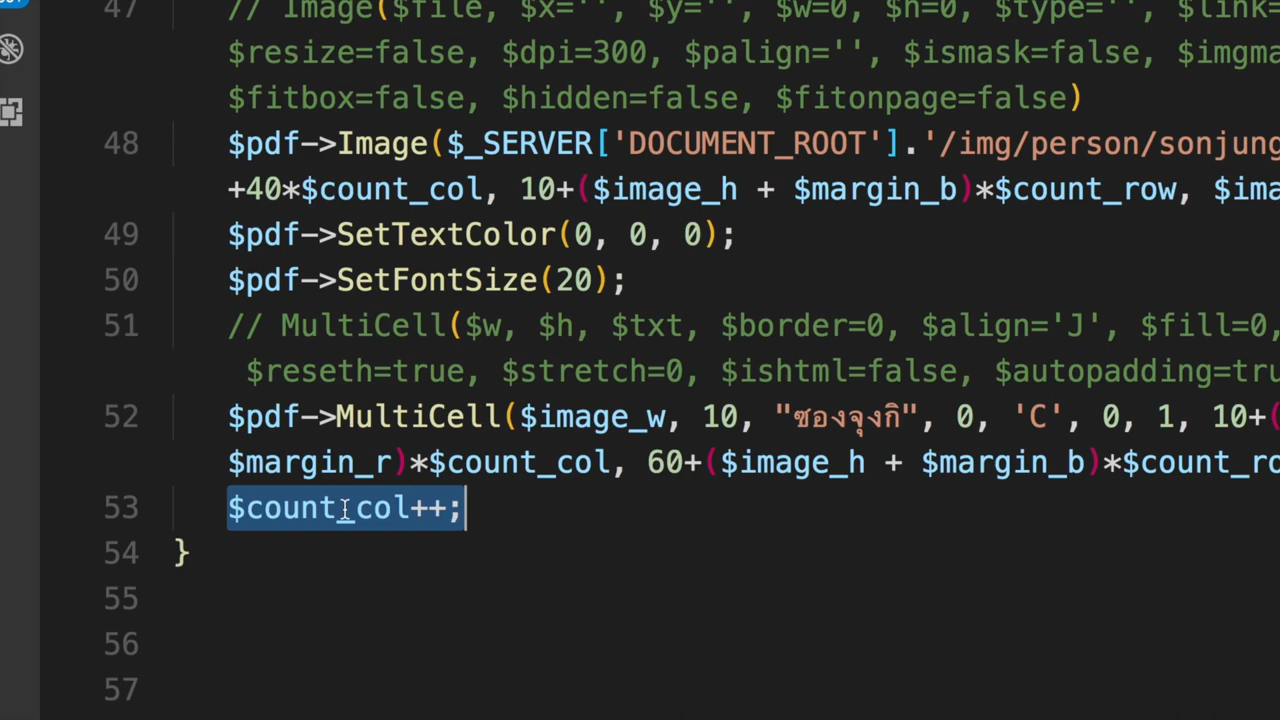 47 // Image($file, $x='', $y='', $w=0, $h=0, $type='', $link=
$resize=false, $dpi=300, $palign='', $ismask=false, $imgma
$fitbox=false, $hidden=false, $fitonpage=false)
48 $pdf->Image($_SERVER['DOCUMENT_ROOT'].'/img/person/sonjung
+40*$count_col, 10+($image_h + $margin_b)*$count_row, $ima
49 $pdf->SetTextColor(0, 0, 0);
50 $pdf->SetFontSize(20);
51 // MultiCell($w, $h, $txt, $border=0, $align='J', $fill=0,
$reseth=true, $stretch=0, $ishtml=false, $autopadding=tru
52 $pdf->MultiCell($image_w, 10, "ซองจุงกิ", 0, 'C', 0, 1, 10+(
$margin_r)*$count_col, 60+($image_h + $margin_b)*$count_ro
53 $count_col++;
54 }
55
56
57